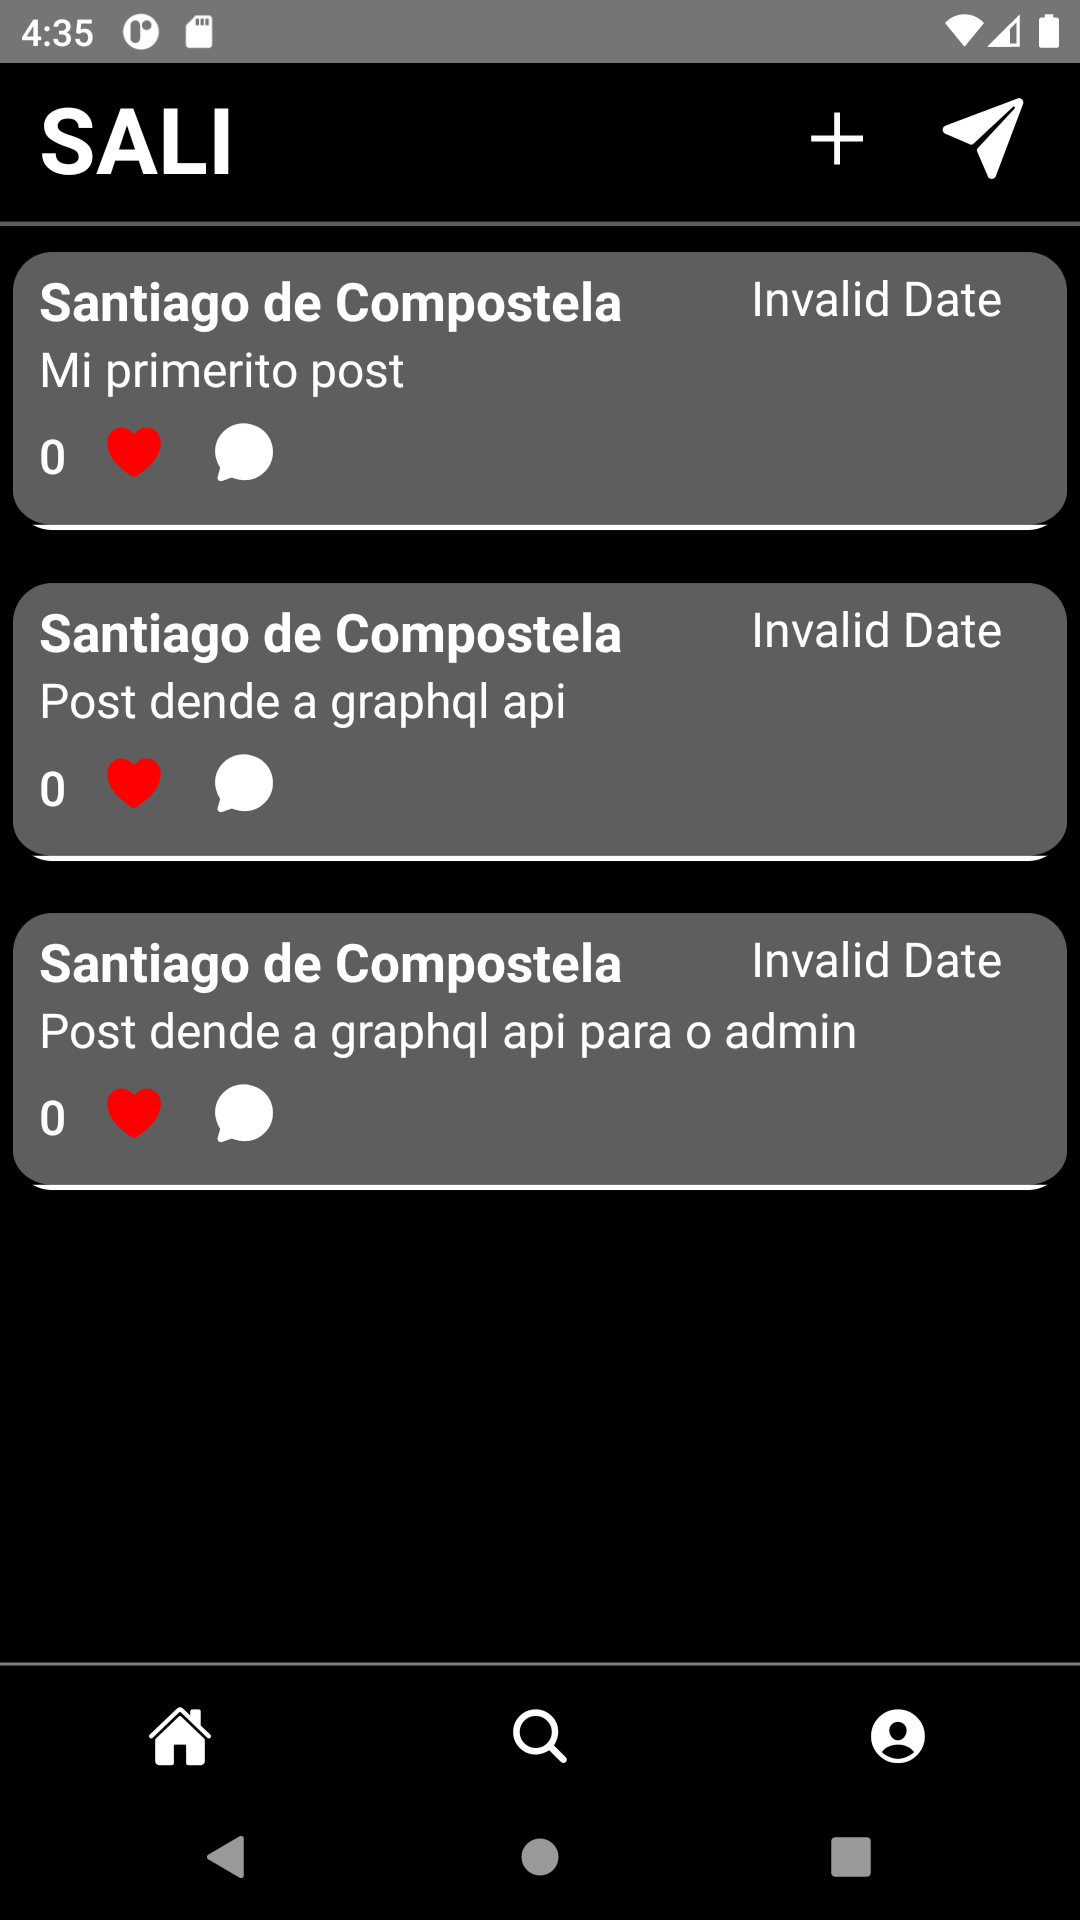 4:35
SALI
Santiago de Compostela Invalid Date
Mi primerito post
0
Santiago de Compostela Invalid Date
Post dende a graphql api
0
Santiago de Compostela Invalid Date
Post dende a graphql api para o admin
0